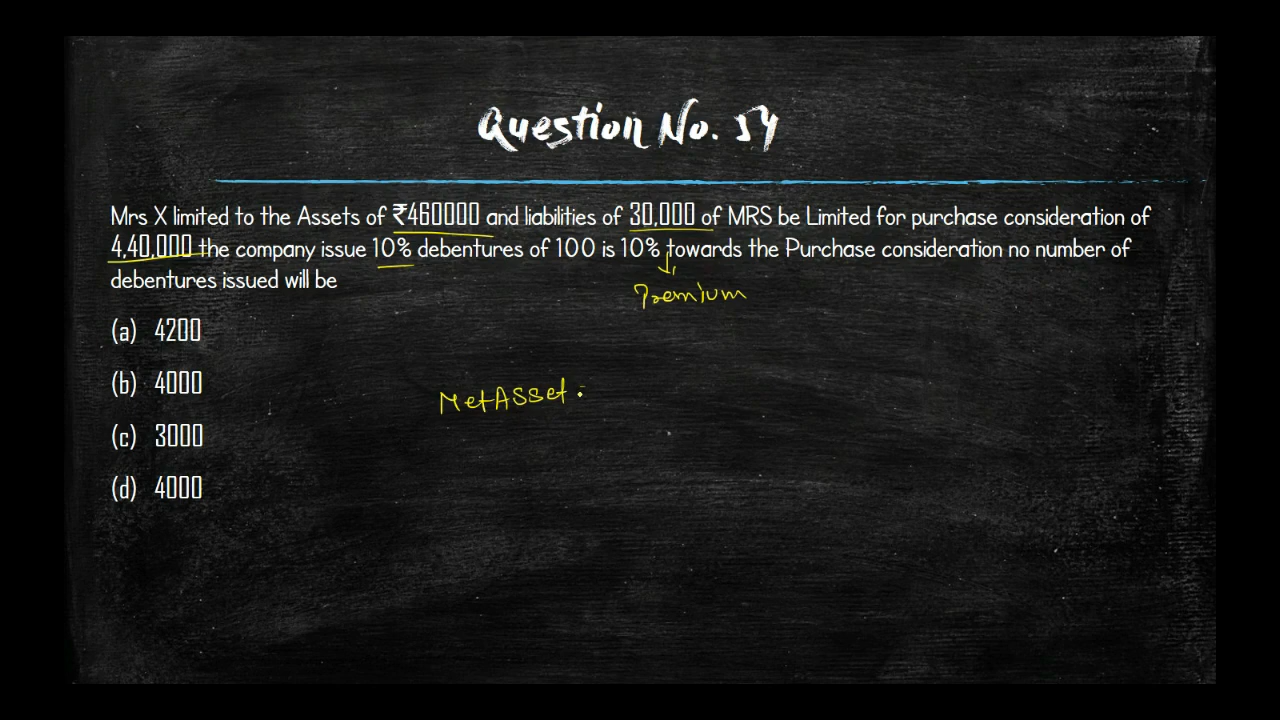 Question No. 54
Mrs X limited to the Assets of ₹460000 and liabilities of 30,000 of MRS be Limited for purchase consideration of
4,40,000 the company issue 10% debentures of 100 is 10% towards the Purchase consideration no number of
debentures issued will be
Premium
(a) 4200
(b) 4000
NetASSet :
(c) 3000
(d) 4000